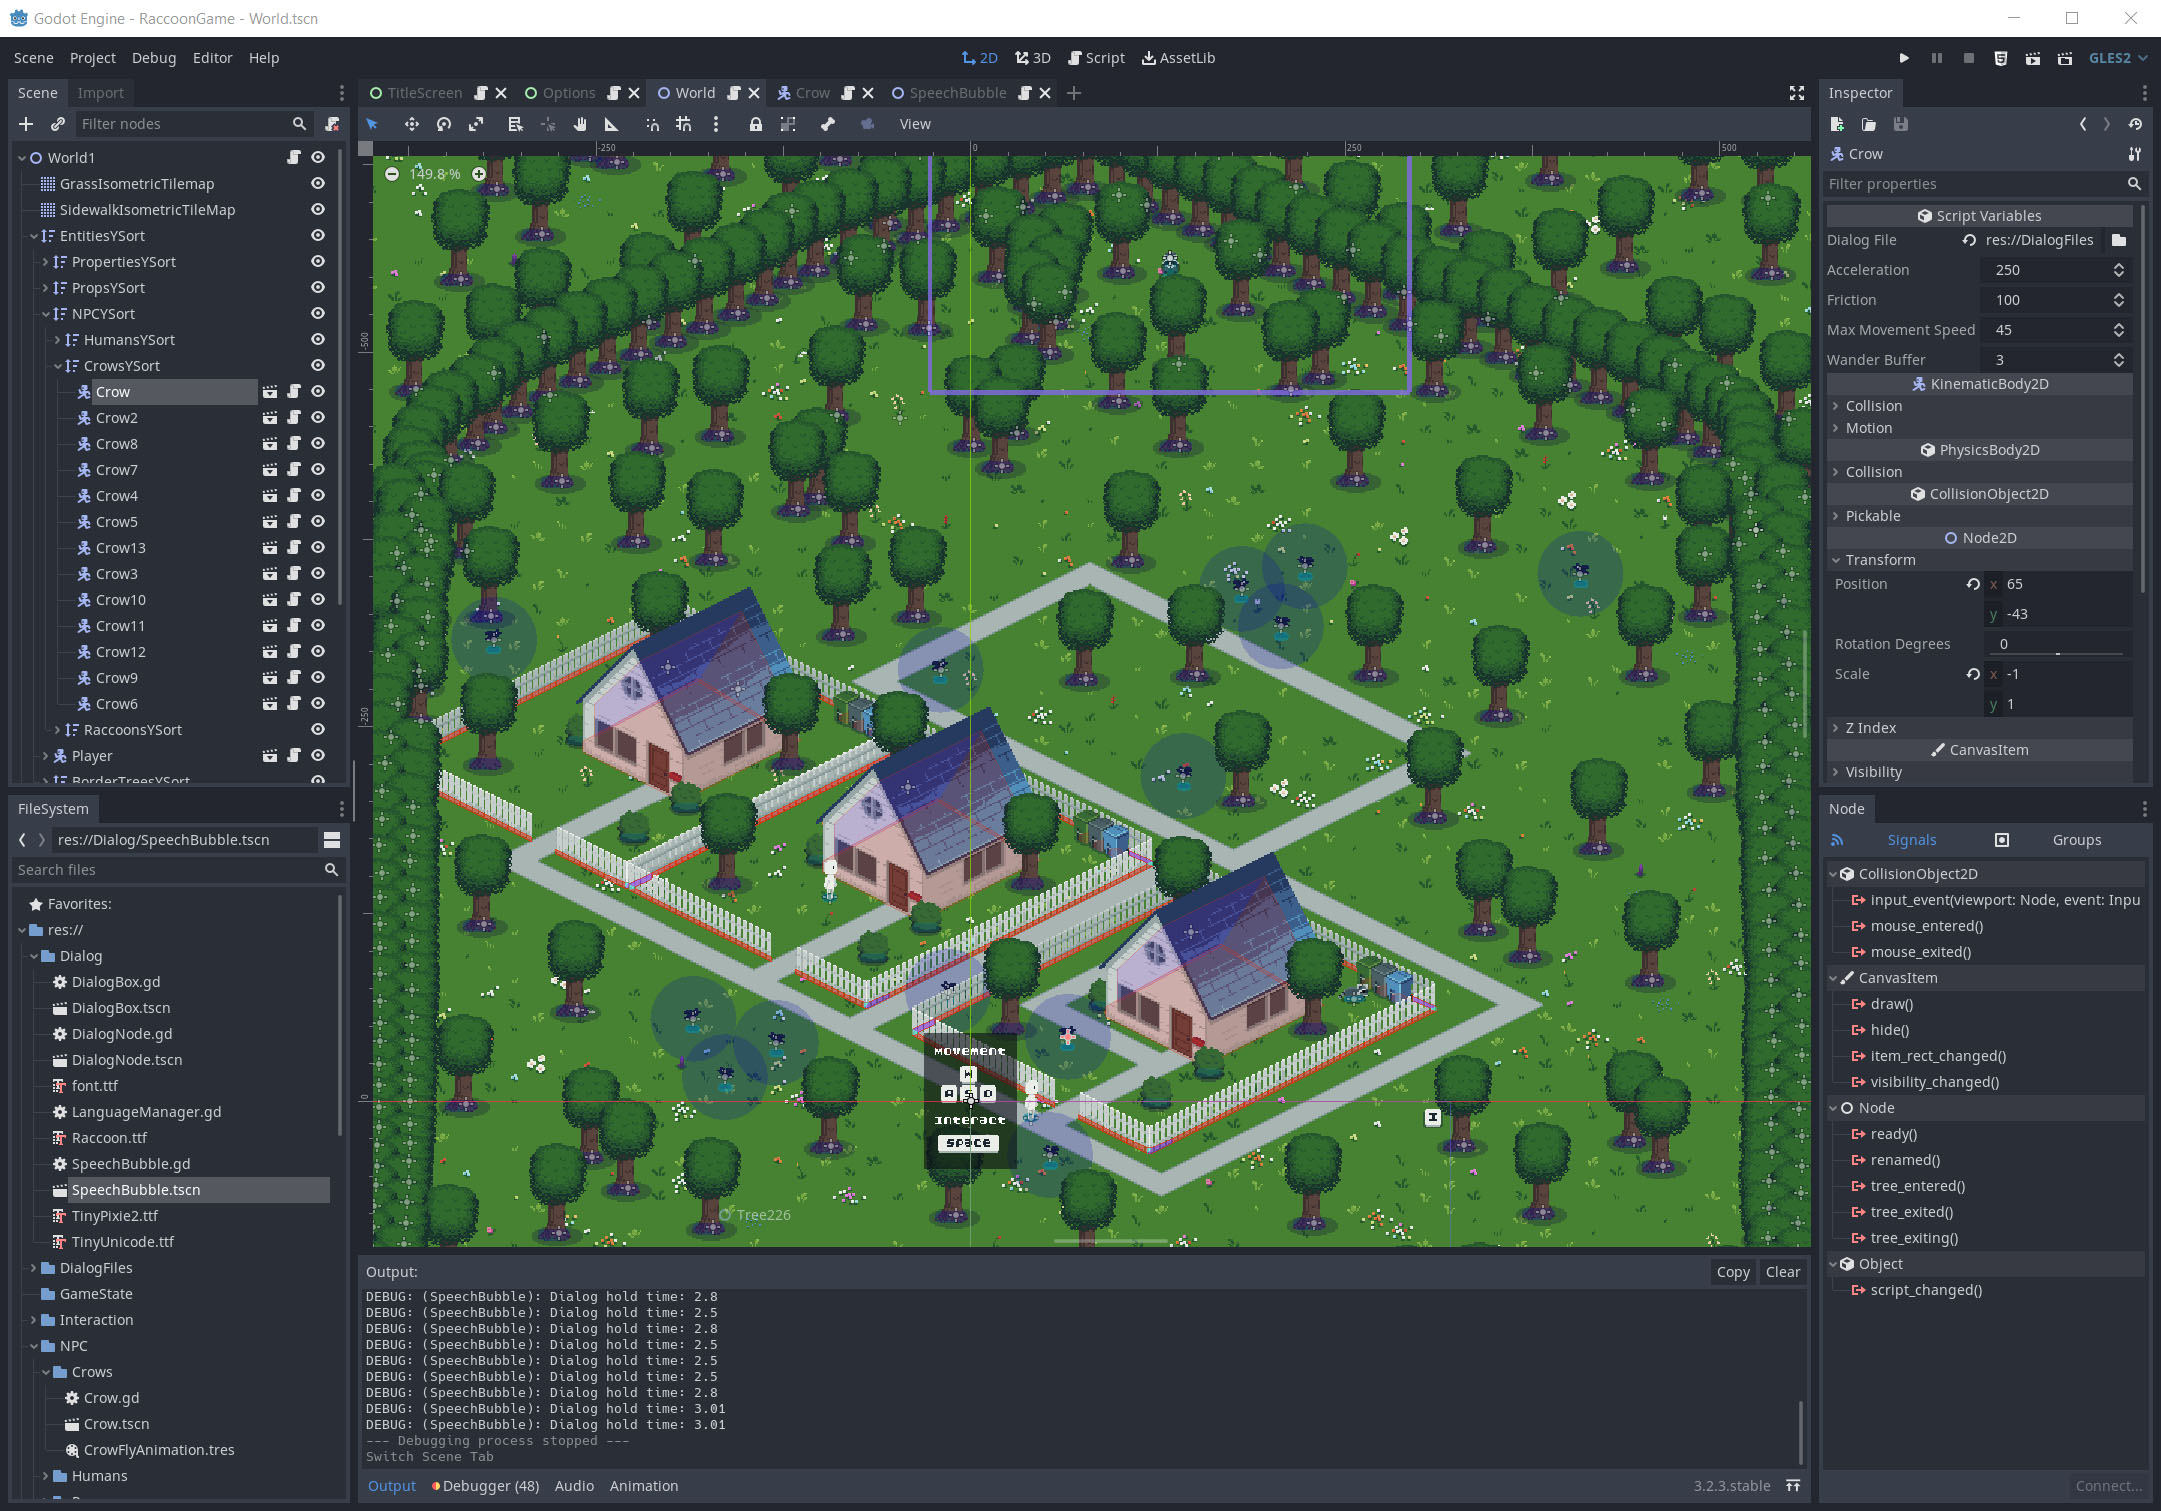 Godot Engine - RaccoonGame - World.tscn
Scene Project Debug Editor Help
2D 3D Script AssetLib
GLES2
Scene Import
Filter nodes
World1
GrassIsometricTilemap
SidewalkIsometricTileMap
EntitiesYSort
PropertiesYSort
PropsYSort
NPCYSort
HumansYSort
CrowsYSort
Crow
Crow2
Crow8
Crow7
Crow4
Crow5
Crow13
Crow3
Crow10
Crow11
Crow12
Crow9
Crow6
RaccoonsYSort
Player
BorderTreesYSort
FileSystem
res://Dialog/SpeechBubble.tscn
Search files
Favorites:
res://
Dialog
DialogBox.gd
DialogBox.tscn
DialogNode.gd
DialogNode.tscn
font.ttf
LanguageManager.gd
Raccoon.ttf
SpeechBubble.gd
SpeechBubble.tscn
TinyPixie2.ttf
TinyUnicode.ttf
DialogFiles
GameState
Interaction
NPC
Crows
Crow.gd
Crow.tscn
CrowFlyAnimation.tres
Humans
TitleScreen Options World Crow SpeechBubble
View
-250 0 250 500
149.8 %
-500
-250
0
Movement
W
A S D
Interact
Space
I
Tree226
Output:
Copy Clear
DEBUG: (SpeechBubble): Dialog hold time: 2.8
DEBUG: (SpeechBubble): Dialog hold time: 2.5
DEBUG: (SpeechBubble): Dialog hold time: 2.8
DEBUG: (SpeechBubble): Dialog hold time: 2.5
DEBUG: (SpeechBubble): Dialog hold time: 2.5
DEBUG: (SpeechBubble): Dialog hold time: 2.5
DEBUG: (SpeechBubble): Dialog hold time: 2.8
DEBUG: (SpeechBubble): Dialog hold time: 3.01
DEBUG: (SpeechBubble): Dialog hold time: 3.01
--- Debugging process stopped ---
Switch Scene Tab
Output Debugger (48) Audio Animation
3.2.3.stable
Inspector
Crow
Filter properties
Script Variables
Dialog File res://DialogFiles
Acceleration 250
Friction 100
Max Movement Speed 45
Wander Buffer 3
KinematicBody2D
Collision
Motion
PhysicsBody2D
Collision
CollisionObject2D
Pickable
Node2D
Transform
Position x 65
y -43
Rotation Degrees 0
Scale x -1
y 1
Z Index
CanvasItem
Visibility
Node
Signals Groups
CollisionObject2D
input_event(viewport: Node, event: Inpu
mouse_entered()
mouse_exited()
CanvasItem
draw()
hide()
item_rect_changed()
visibility_changed()
Node
ready()
renamed()
tree_entered()
tree_exited()
tree_exiting()
Object
script_changed()
Connect...